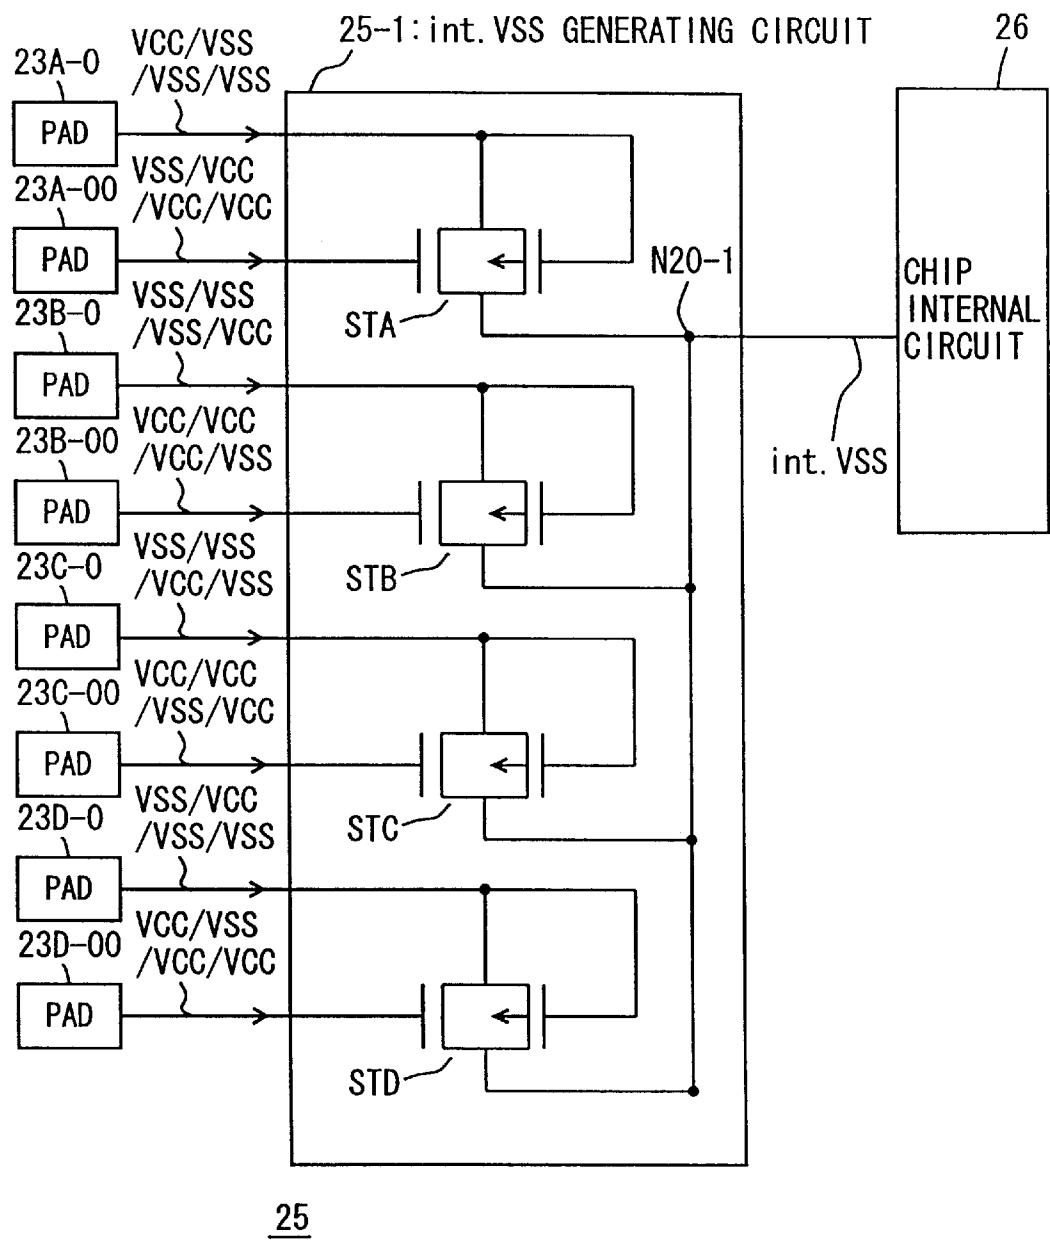 25-1:int.VSS GENERATING CIRCUIT
26
VCC/VSS
/VSS/VSS
23A-0
PAD
VSS/VCC
/VCC/VCC
23A-00
PAD
VSS/VSS
/VSS/VCC
23B-0
PAD
VCC/VCC
/VCC/VSS
23B-00
PAD
VSS/VSS
/VCC/VSS
23C-0
PAD
VCC/VCC
/VSS/VCC
23C-00
PAD
VSS/VCC
/VSS/VSS
23D-0
PAD
VCC/VSS
/VCC/VCC
23D-00
PAD
STA
STB
STC
STD
N20-1
int.VSS
CHIP
INTERNAL
CIRCUIT
25